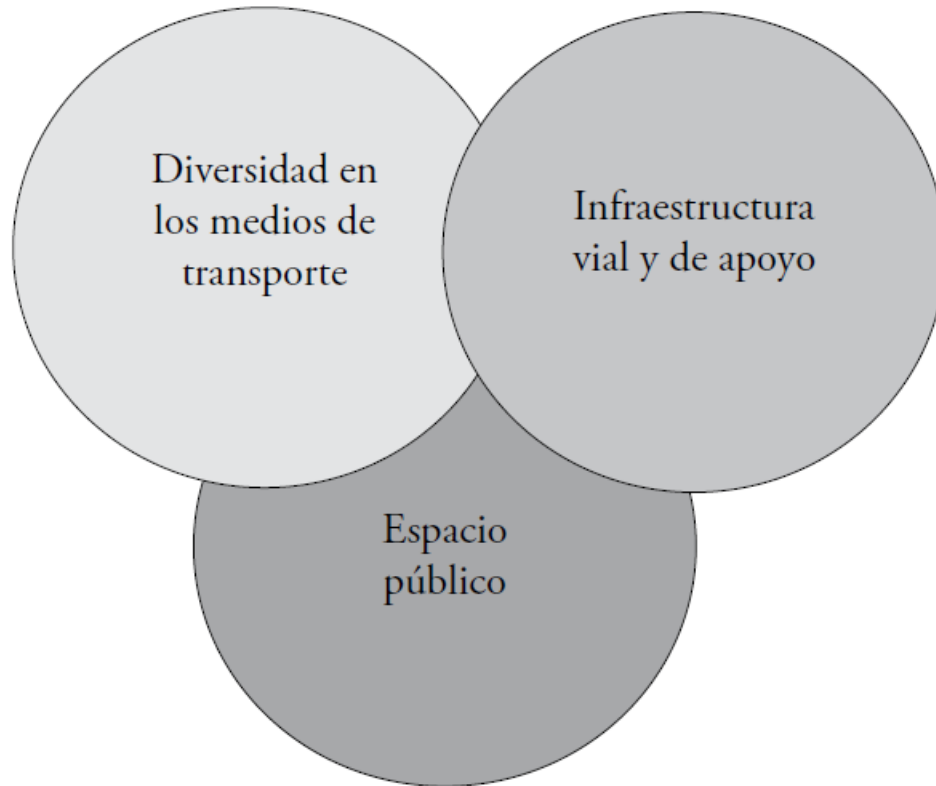 Diversidad en
los medios de
transporte
Infraestructura
vial y de apoyo
Espacio
público